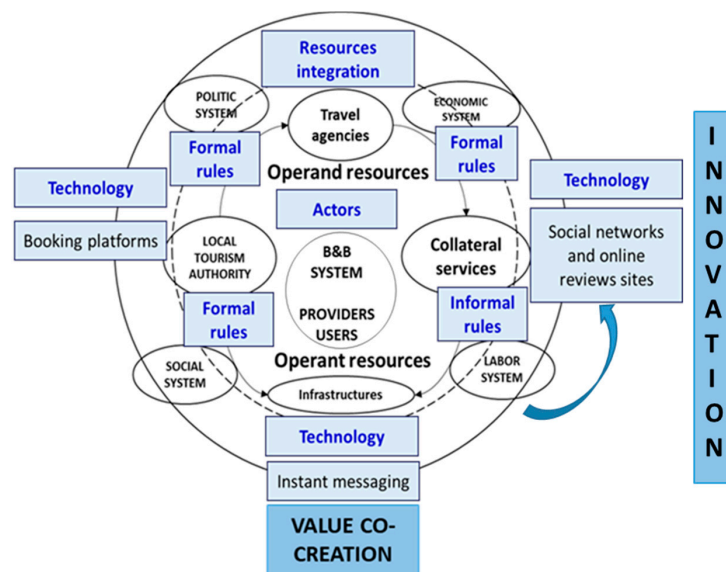 Resources
integration
POLITIC
SYSTEM
Travel
agencies
ECONOMIC
SYSTEM
Formal
rules
Formal
rules
Operand resources
Technology
Technology
Actors
Booking platforms
LOCAL
TOURISM
AUTHORITY
B&B
SYSTEM
PROVIDERS
USERS
Collateral
services
Social networks
and online
reviews sites
Formal
rules
Informal
rules
Operant resources
SOCIAL
SYSTEM
LABOR
SYSTEM
Infrastructures
Technology
Instant messaging
VALUE CO-
CREATION
I
N
N
O
V
A
T
I
O
N